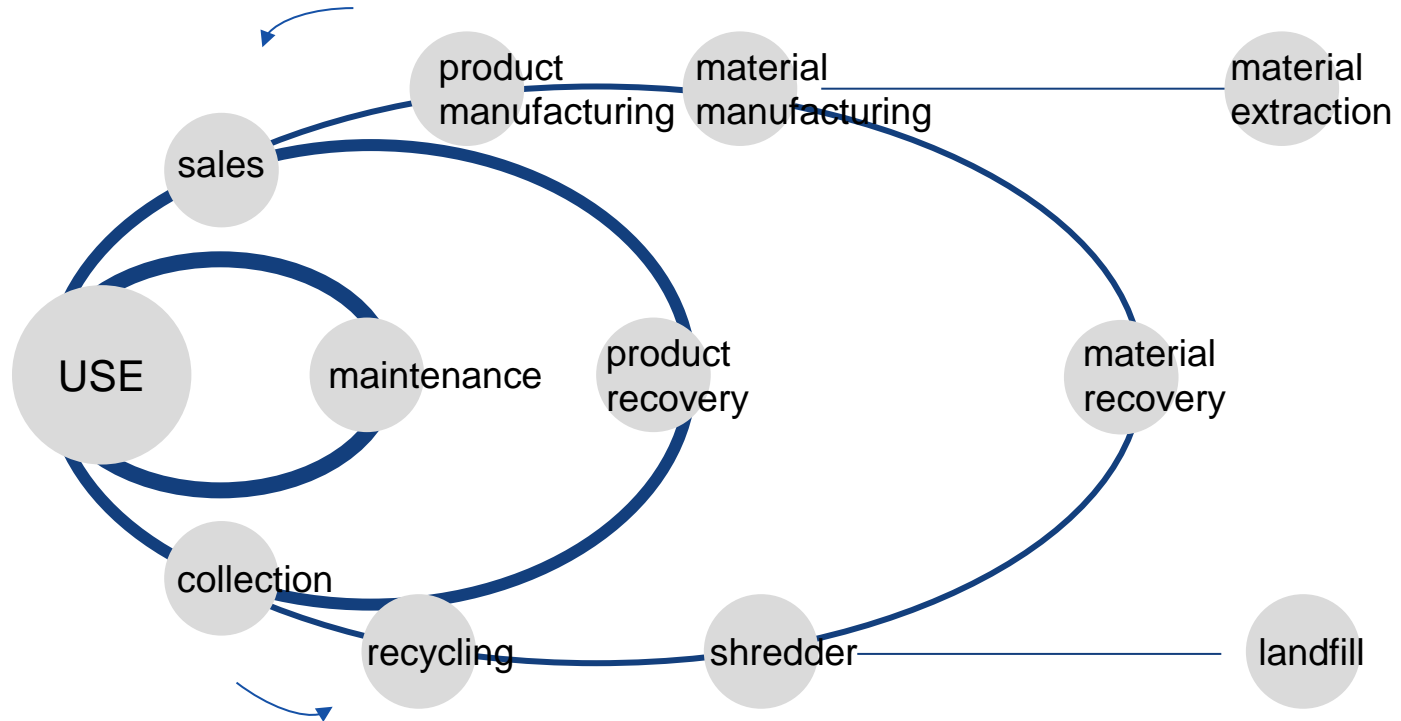 product
manufacturing
material
manufacturing
material
extraction
sales
USE
maintenance
product
recovery
material
recovery
collection
recycling
shredder
landfill